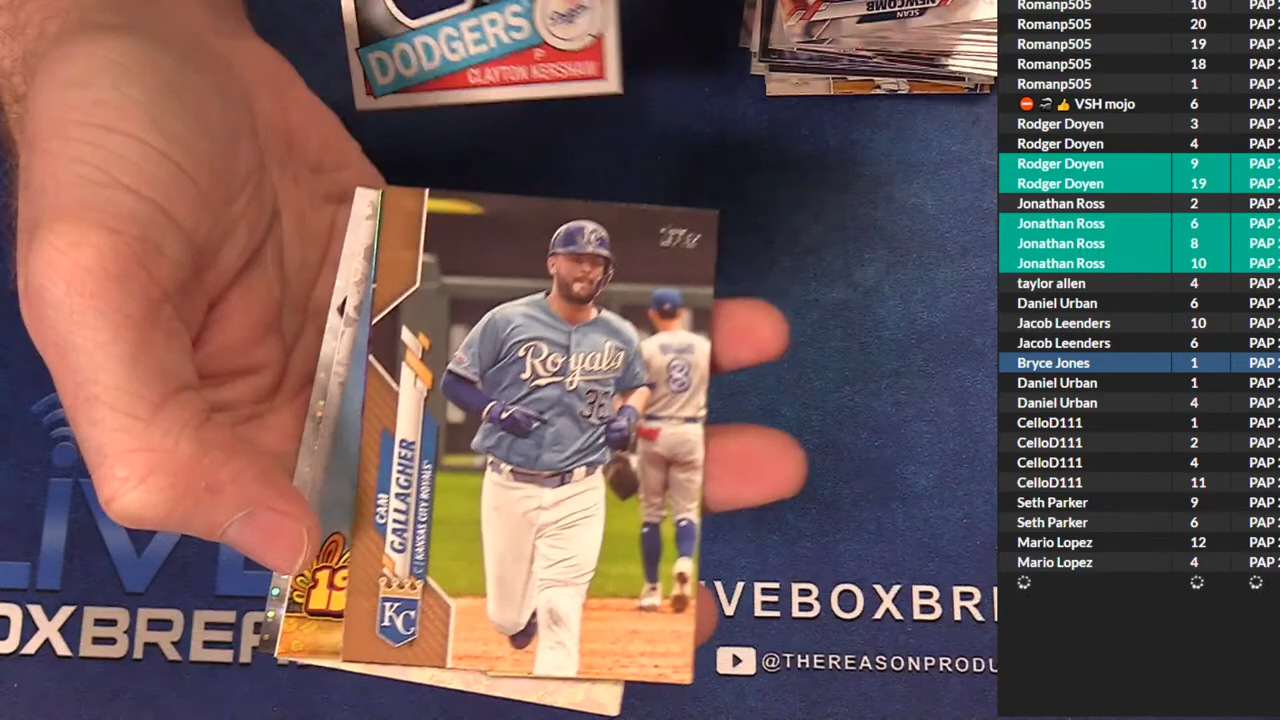 DODGERS
P
CLAYTON KERSHAW
SEAN
NEWCOMB
Royals
38
8
CAM
GALLAGHER
C | KANSAS CITY ROYALS
KC
19
LIVE
OXBREA
VEBOXBRE
@THEREASONPRODU
Romanp505 10 PAP
Romanp505 20 PAP
Romanp505 19 PAP
Romanp505 18 PAP
Romanp505 1 PAP
VSH mojo 6 PAP
Rodger Doyen 3 PAP
Rodger Doyen 4 PAP
Rodger Doyen 9 PAP
Rodger Doyen 19 PAP
Jonathan Ross 2 PAP
Jonathan Ross 6 PAP
Jonathan Ross 8 PAP
Jonathan Ross 10 PAP
taylor allen 4 PAP
Daniel Urban 6 PAP
Jacob Leenders 10 PAP
Jacob Leenders 6 PAP
Bryce Jones 1 PAP
Daniel Urban 1 PAP
Daniel Urban 4 PAP
CelloD111 1 PAP
CelloD111 2 PAP
CelloD111 4 PAP
CelloD111 11 PAP
Seth Parker 9 PAP
Seth Parker 6 PAP
Mario Lopez 12 PAP
Mario Lopez 4 PAP